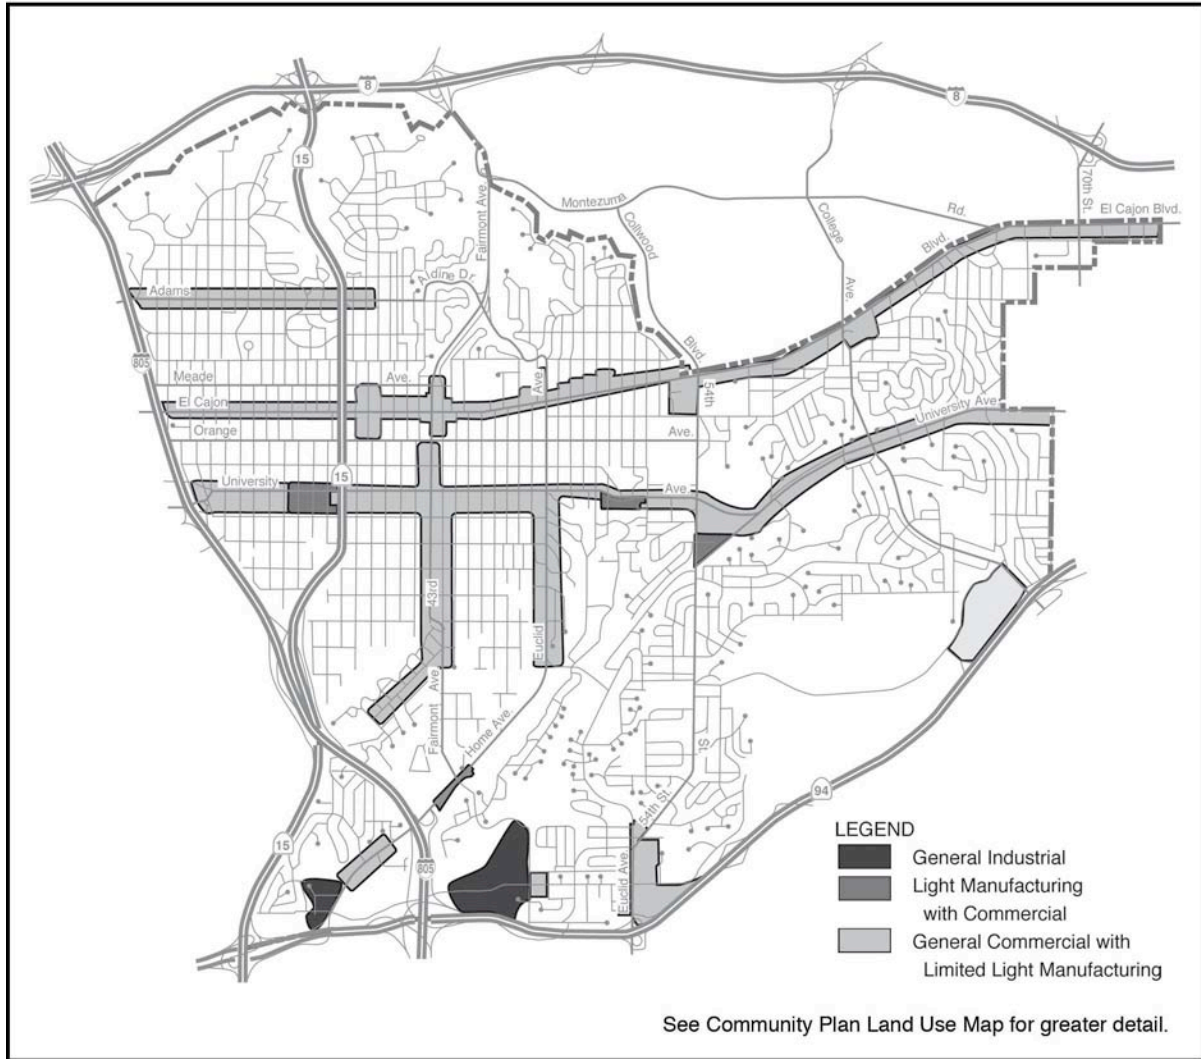 8
8
15
Fairmont Ave.
Montezuma
Collwood
Rd.
College
70th St.
El Cajon Blvd.
Blvd.
Aldine Dr.
Adams
Ave.
Blvd.
805
Meade
Ave.
Ave.
El Cajon
54th
University Ave.
Orange
Ave.
University
15
Ave.
43rd
Euclid
Fairmont Ave.
Home Ave.
St.
54th St.
94
15
805
Euclid Ave.
LEGEND
General Industrial
Light Manufacturing
with Commercial
General Commercial with
Limited Light Manufacturing
See Community Plan Land Use Map for greater detail.